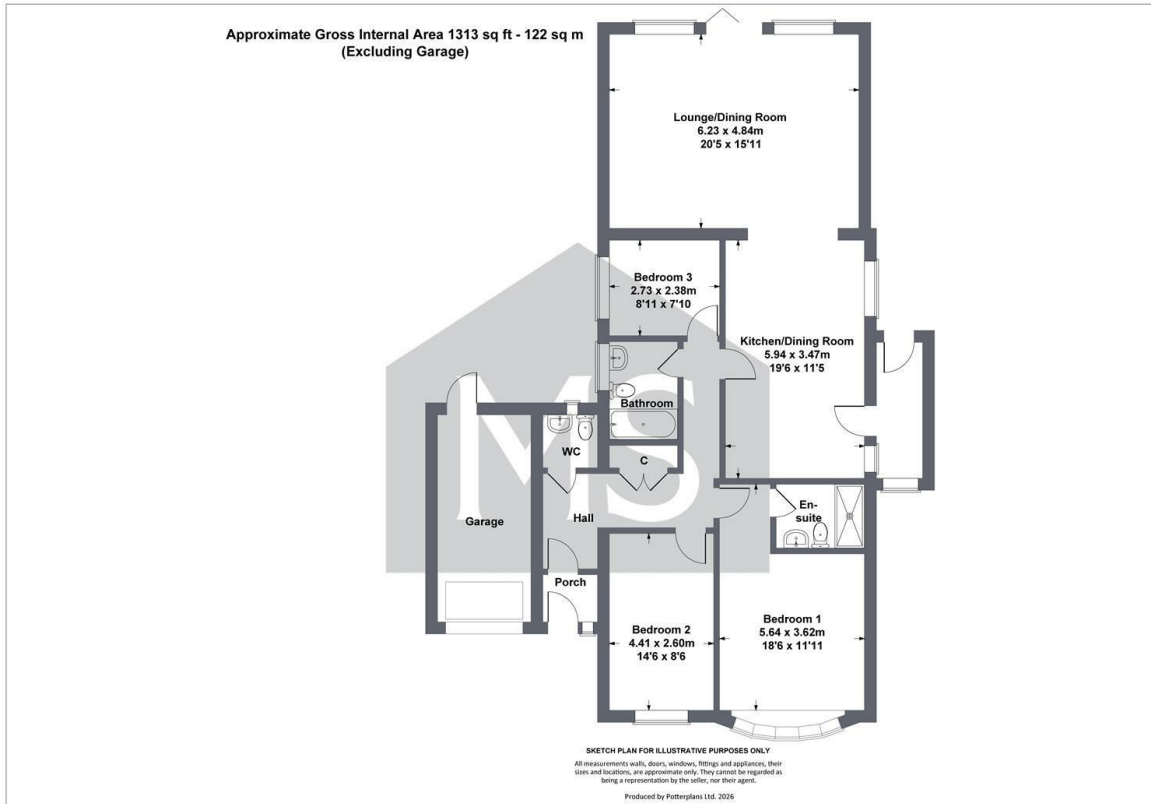 Approximate Gross Internal Area 1313 sq ft - 122 sq m
(Excluding Garage)
Lounge/Dining Room
6.23 x 4.84m
20'5 x 15'11
Bedroom 3
2.73 x 2.38m
8'11 x 7'10
Kitchen/Dining Room
5.94 x 3.47m
19'6 x 11'5
Bathroom
MS
WC
C
En-
suite
Garage
Hall
Porch
Bedroom 2
4.41 x 2.60m
14'6 x 8'6
Bedroom 1
5.64 x 3.62m
18'6 x 11'11
SKETCH PLAN FOR ILLUSTRATIVE PURPOSES ONLY
All measurements walls, doors, windows, fittings and appliances, their
sizes and locations, are approximate only. They cannot be regarded as
being a representation by the seller, nor their agent.
Produced by Potterplans Ltd. 2026